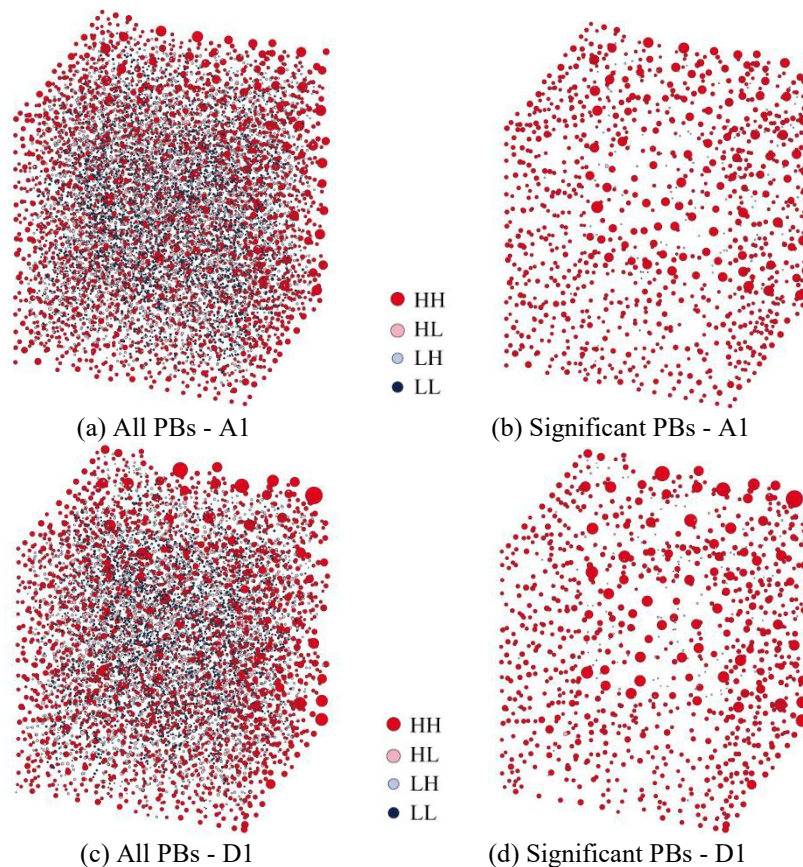 HH
HL
LH
LL
(a) All PBs - A1
(b) Significant PBs - A1
HH
HL
LH
LL
(c) All PBs - D1
(d) Significant PBs - D1